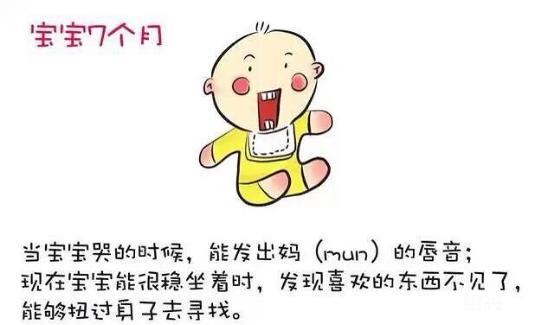 宝宝7个月
当宝宝哭的时候，能发出妈（mun）的唇音；
现在宝宝能很稳坐着时，发现喜欢的东西不见了，
能够扭过身子去寻找。